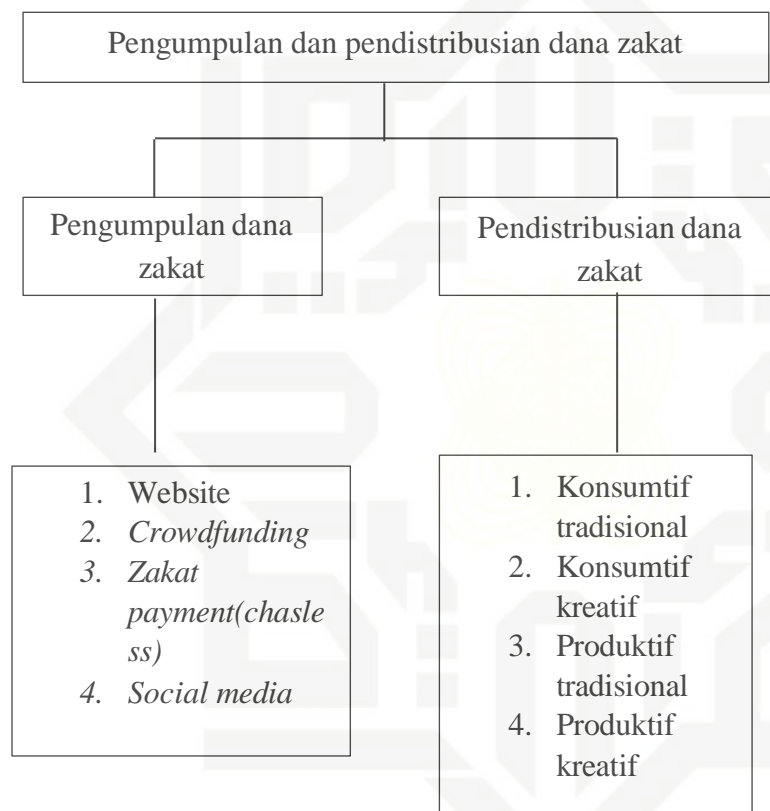 Pengumpulan dan pendistribusian dana zakat
Pengumpulan dana
zakat
Pendistribusian dana
zakat
1. Website
2. Crowdfunding
3. Zakat
payment(chasle
ss)
4. Social media
1. Konsumtif
tradisional
2. Konsumtif
kreatif
3. Produktif
tradisional
4. Produktif
kreatif